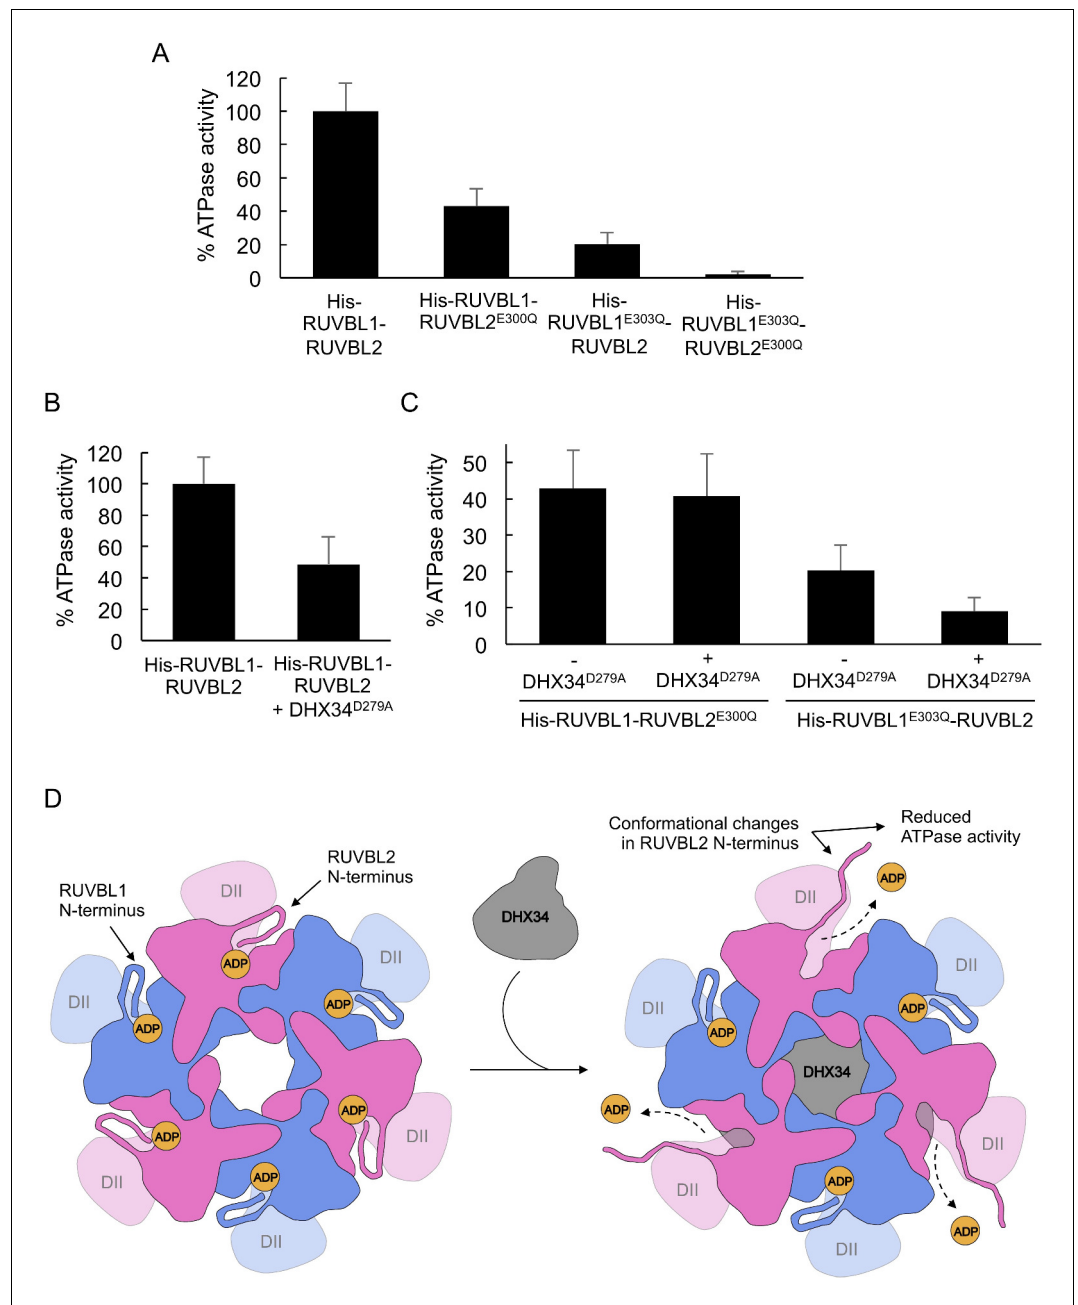 A
% ATPase activity
120
100
80
60
40
20
0
His-
RUVBL1-
RUVBL2
His-RUVBL1-
RUVBL2E300Q
His-
RUVBL1E303Q-
RUVBL2
His-
RUVBL1E303Q-
RUVBL2E300Q
B
% ATPase activity
120
100
80
60
40
20
0
His-RUVBL1-
RUVBL2
His-RUVBL1-
RUVBL2
+ DHX34D279A
C
% ATPase activity
50
40
30
20
10
0
-
DHX34D279A
+
DHX34D279A
-
DHX34D279A
+
DHX34D279A
His-RUVBL1-RUVBL2E300Q
His-RUVBL1E303Q-RUVBL2
D
RUVBL1
N-terminus
RUVBL2
N-terminus
DII
DII
DII
DII
DII
DII
ADP
ADP
ADP
ADP
ADP
ADP
DHX34
Conformational changes
in RUVBL2 N-terminus
Reduced
ATPase activity
DII
DII
DII
DII
DII
DII
ADP
ADP
ADP
ADP
ADP
ADP
DHX34